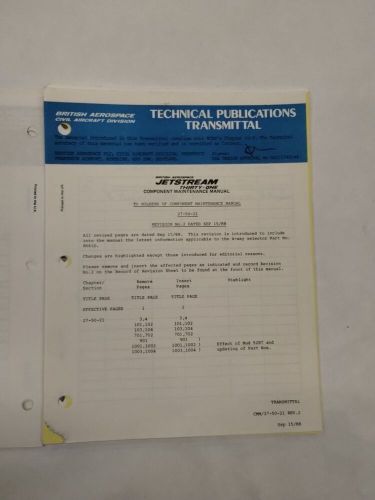 BRITISH AEROSPACE
CIVIL AIRCRAFT DIVISION
TECHNICAL PUBLICATIONS
TRANSMITTAL
BRITISH AEROSPACE
JETSTREAM
THIRTY-ONE
COMPONENT MAINTENANCE MANUAL
TO HOLDERS OF COMPONENT MAINTENANCE MANUAL
27-50-21
REVISION No.2 DATED SEP 15/88
All revised pages are dated Sep 15/88. This revision is introduced to include
into the manual the latest information applicable to the selector Part No.
Changes are highlighted except those introduced for editorial reasons.
Please remove and insert the affected pages as indicated and record Revision
No.2 on the Record of Revision Sheet to be found at the front of this manual.
Chapter/ Remove Insert Highlight
Section Pages Pages
TITLE PAGE TITLE PAGE TITLE PAGE
EFFECTIVE PAGES 1 2
27-50-21 3,4 3,4
101,102 101,102
103,104 103,104
701,702 701,702
901 901 )
1001,1002 1001,1002 ) Effect of Mod and
1003,1004 1003,1004 ) updating of Part Nos.
TRANSMITTAL
CMM/27-50-21 REV.2
Sep 15/88